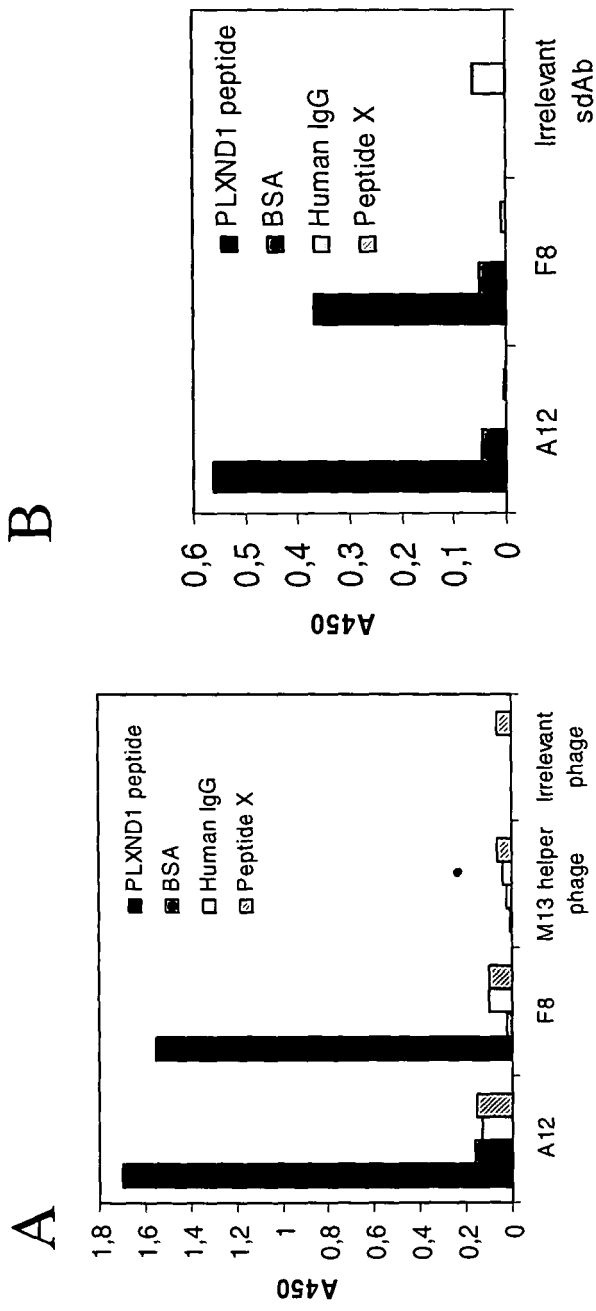 A
A450
1,8
1,6
1,4
1,2
1
0,8
0,6
0,4
0,2
0
PLXND1 peptide
BSA
Human IgG
Peptide X
A12
F8
M13 helper
phage
Irrelevant
phage
B
A450
0,6
0,5
0,4
0,3
0,2
0,1
0
PLXND1 peptide
BSA
Human IgG
Peptide X
A12
F8
Irrelevant
sdAb